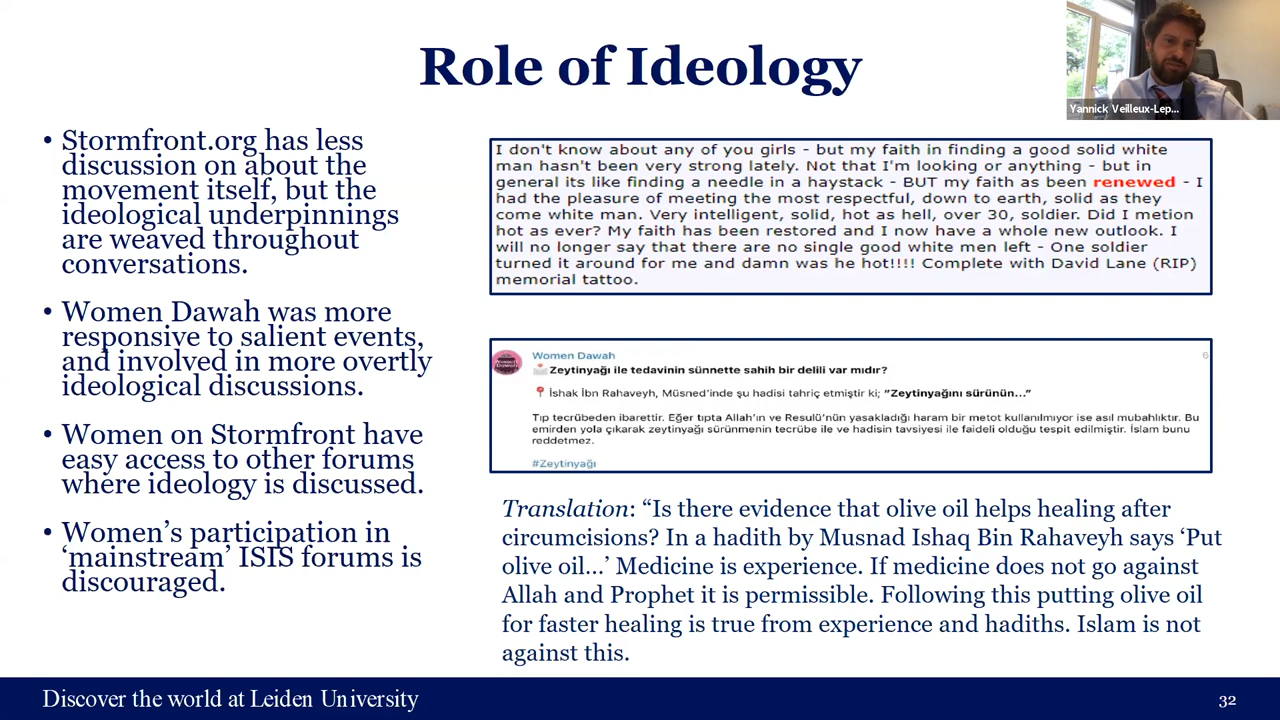 Role of Ideology
Yannick Veilleux-Lep...
• Stormfront.org has less
discussion on about the
movement itself, but the
ideological underpinnings
are weaved throughout
conversations.
• Women Dawah was more
responsive to salient events,
and involved in more overtly
ideological discussions.
• Women on Stormfront have
easy access to other forums
where ideology is discussed.
• Women’s participation in
‘mainstream’ ISIS forums is
discouraged.
I don't know about any of you girls - but my faith in finding a good solid white
man hasn't been very strong lately. Not that I'm looking or anything - but in
general its like finding a needle in a haystack - BUT my faith as been renewed - I
had the pleasure of meeting the most respectful, down to earth, solid as they
come white man. Very intelligent, solid, hot as hell, over 30, soldier. Did I metion
hot as ever? My faith has been restored and I now have a whole new outlook. I
will no longer say that there are no single good white men left - One soldier
turned it around for me and damn was he hot!!!! Complete with David Lane (RIP)
memorial tattoo.
Women Dawah
6
Zeytinyağı ile tedavinin sünnette sahih bir delili var mıdır?
İshak İbn Rahaveyh, Müsned’inde şu hadisi tahriç etmiştir ki; “Zeytinyağını sürünün...”
Tıp tecrübeden ibarettir. Eğer tıpta Allah’ın ve Resulü’nün yasakladığı haram bir metot kullanılmıyor ise asıl mubahlıktır. Bu
emirden yola çıkarak zeytinyağı sürünmenin tecrübe ile ve hadisin tavsiyesi ile faideli olduğu tespit edilmiştir. İslam bunu
reddetmez.
#Zeytinyağı
Translation: “Is there evidence that olive oil helps healing after
circumcisions? In a hadith by Musnad Ishaq Bin Rahaveyh says ‘Put
olive oil...’ Medicine is experience. If medicine does not go against
Allah and Prophet it is permissible. Following this putting olive oil
for faster healing is true from experience and hadiths. Islam is not
against this.
Discover the world at Leiden University
32